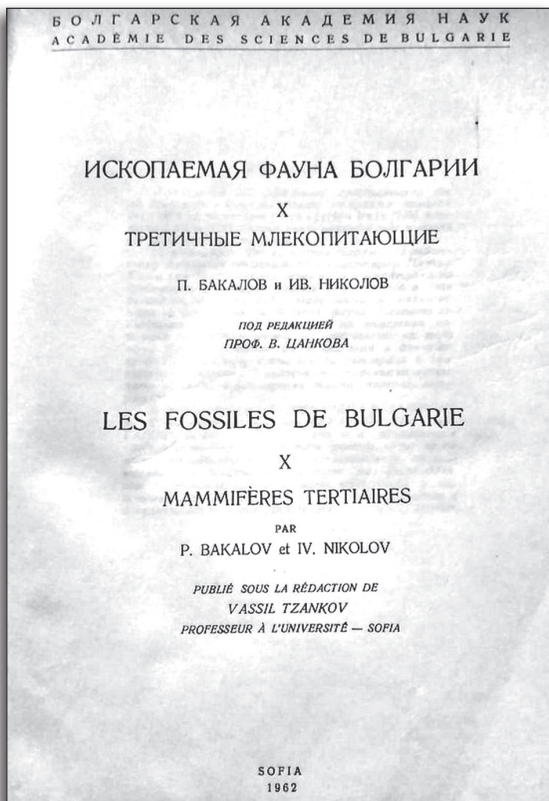 БОЛГАРСКАЯ АКАДЕМИЯ НАУК
ACADÉMIE DES SCIENCES DE BULGARIE
ИСКОПАЕМАЯ ФАУНА БОЛГАРИИ
X
ТРЕТИЧНЫЕ МЛЕКОПИТАЮЩИЕ
П. БАКАЛОВ и ИВ. НИКОЛОВ
ПОД РЕДАКЦИЕЙ
ПРОФ. В. ЦАНКОВА
LES FOSSILES DE BULGARIE
X
MAMMIFÈRES TERTIAIRES
PAR
P. BAKALOV et IV. NIKOLOV
PUBLIÉ SOUS LA RÉDACTION DE
VASSIL TZANKOV
PROFESSEUR À L'UNIVERSITÉ — SOFIA
SOFIA
1962